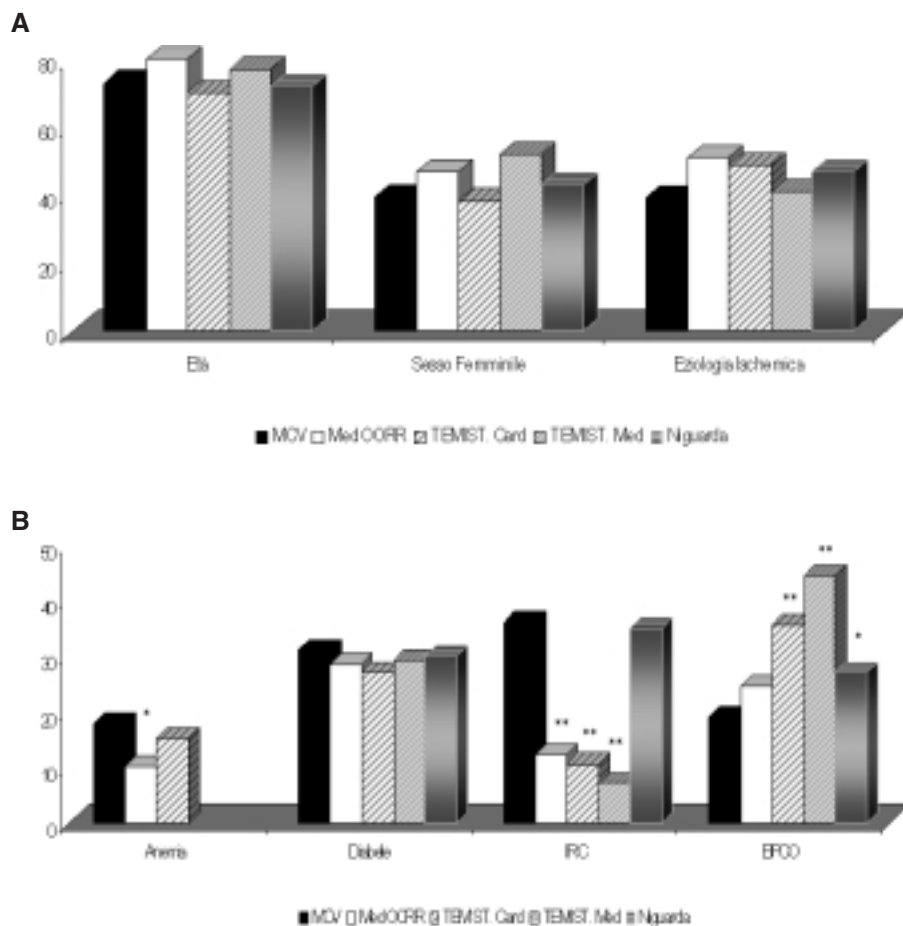 A
80
60
40
20
0
Età Sesso Femminile Eziologia Ischemica
MCV Med CORR TEMIST. Card TEMIST. Med Niguarda
B
50
40
30
20
10
0
* ** ** ** ** ** *
Anemia Diabete IRC BPCO
MCV Med CORR TEMIST. Card TEMIST. Med Niguarda